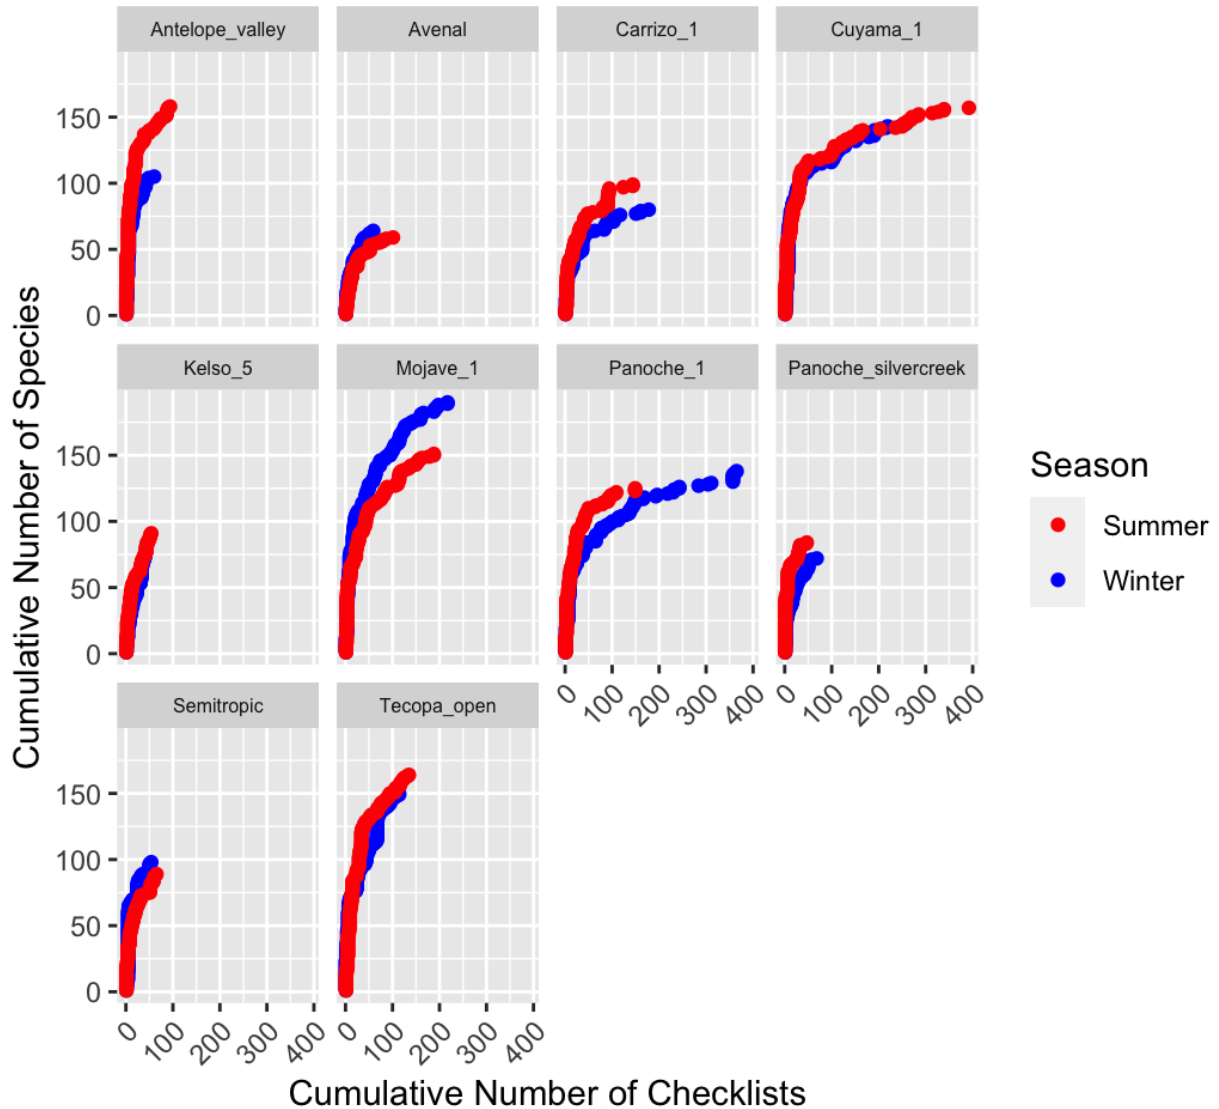 Antelope_valley Avenal Carrizo_1 Cuyama_1
150
100
50
0
Kelso_5 Mojave_1 Panoche_1 Panoche_silvercreek
150
100
50
0
0 100 200 300 400 0 100 200 300 400
Semitropic Tecopa_open
150
100
50
0
0 100 200 300 400 0 100 200 300 400
Cumulative Number of Species
Cumulative Number of Checklists
Season
Summer
Winter